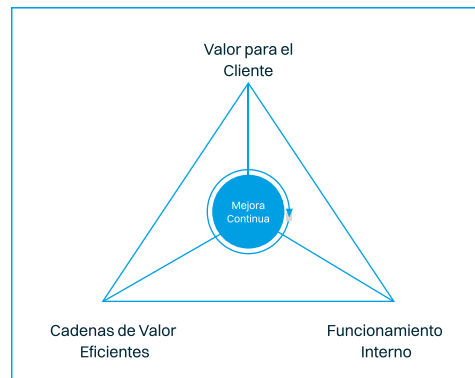 Valor para el
Cliente
Mejora
Continua
Cadenas de Valor
Eficientes
Funcionamiento
Interno